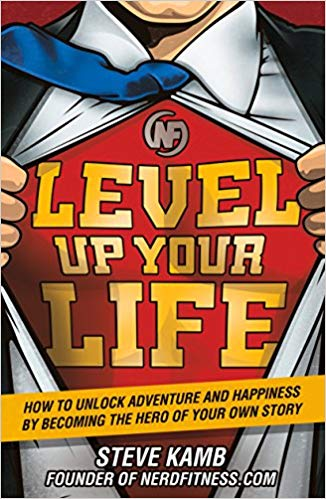 NF
LEVEL
UP YOUR
LIFE
HOW TO UNLOCK ADVENTURE AND HAPPINESS
BY BECOMING THE HERO OF YOUR OWN STORY
STEVE KAMB
FOUNDER OF NERDFITNESS.COM